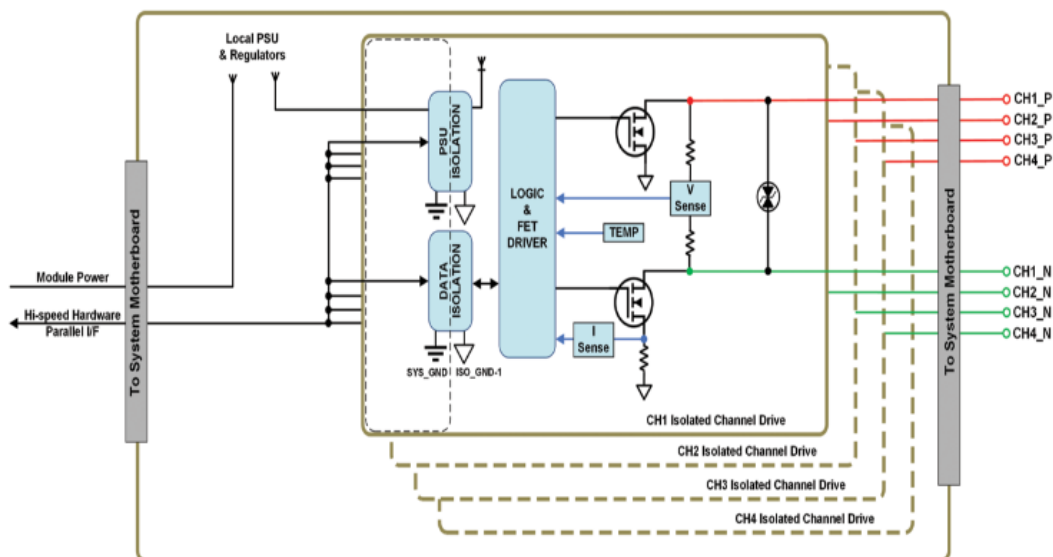 Local PSU
& Regulators
PSU
ISOLATION
LOGIC
&
FET
DRIVER
V
Sense
TEMP
DATA
ISOLATION
I
Sense
SYS_GND
ISO_GND-1
Module Power
Hi-speed Hardware
Parallel I/F
To System Motherboard
To System Motherboard
CH1_P
CH2_P
CH3_P
CH4_P
CH1_N
CH2_N
CH3_N
CH4_N
CH1 Isolated Channel Drive
CH2 Isolated Channel Drive
CH3 Isolated Channel Drive
CH4 Isolated Channel Drive